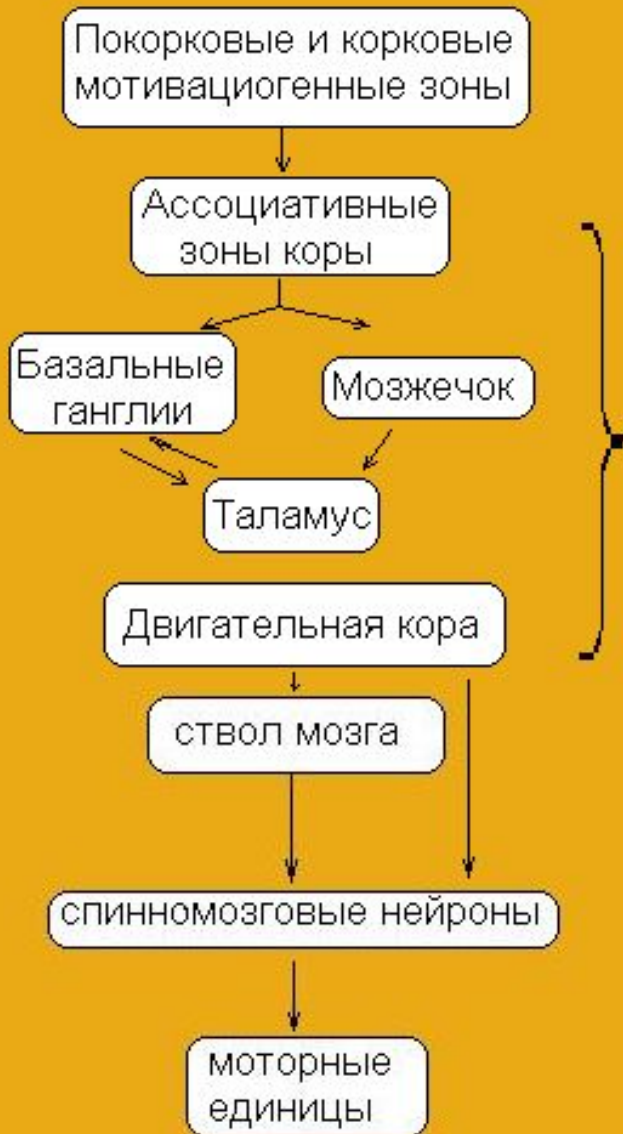 Покорковые и корковые
мотивациогенные зоны
Ассоциативные
зоны коры
Базальные
ганглии
Мозжечок
Таламус
Двигательная кора
ствол мозга
спинномозговые нейроны
моторные
единицы